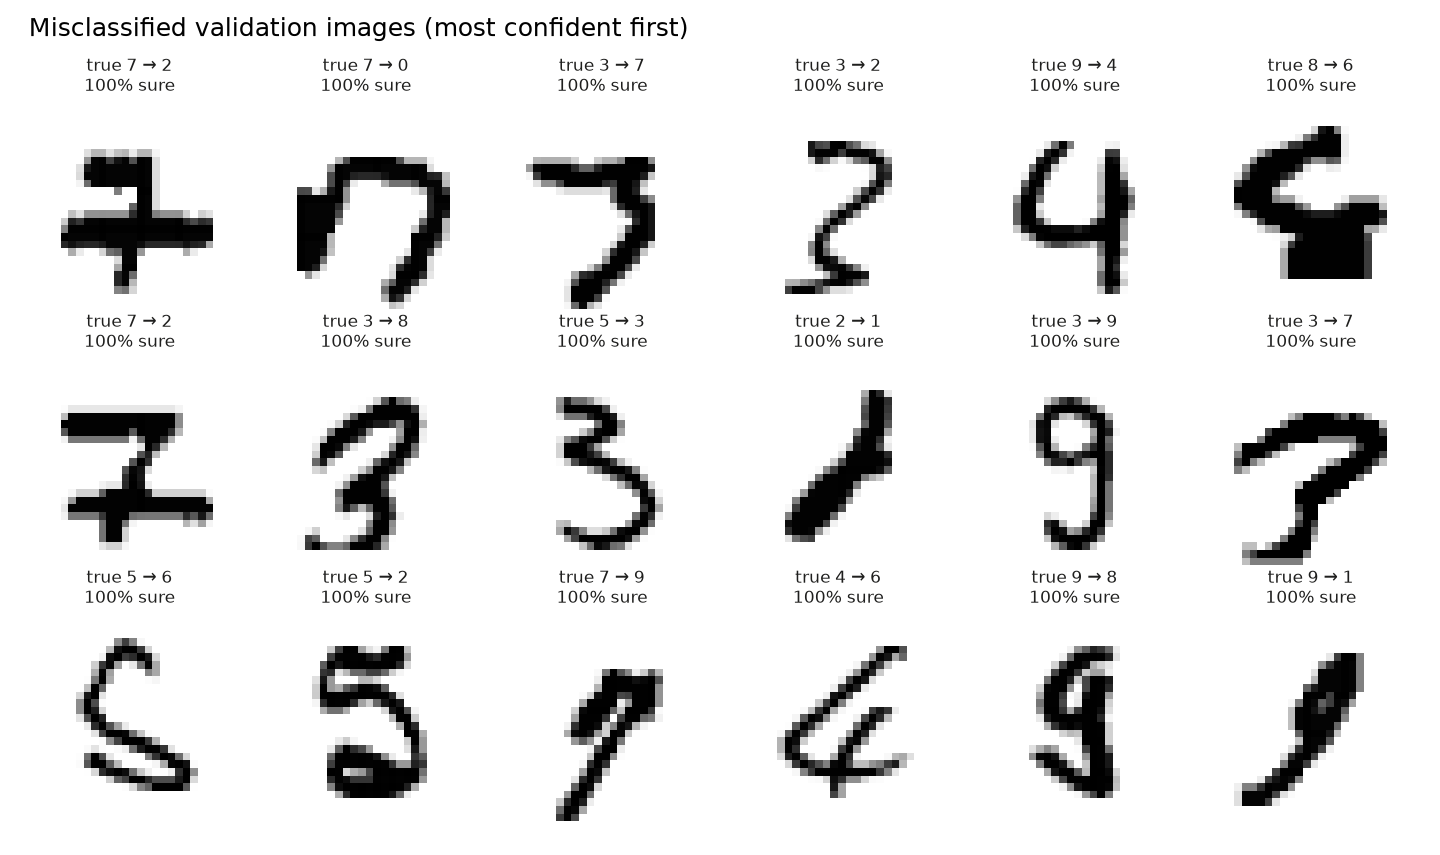 Misclassified validation images (most confident first)
true 7 → 2
100% sure
true 7 → 0
100% sure
true 3 → 7
100% sure
true 3 → 2
100% sure
true 9 → 4
100% sure
true 8 → 6
100% sure
true 7 → 2
100% sure
true 3 → 8
100% sure
true 5 → 3
100% sure
true 2 → 1
100% sure
true 3 → 9
100% sure
true 3 → 7
100% sure
true 5 → 6
100% sure
true 5 → 2
100% sure
true 7 → 9
100% sure
true 4 → 6
100% sure
true 9 → 8
100% sure
true 9 → 1
100% sure